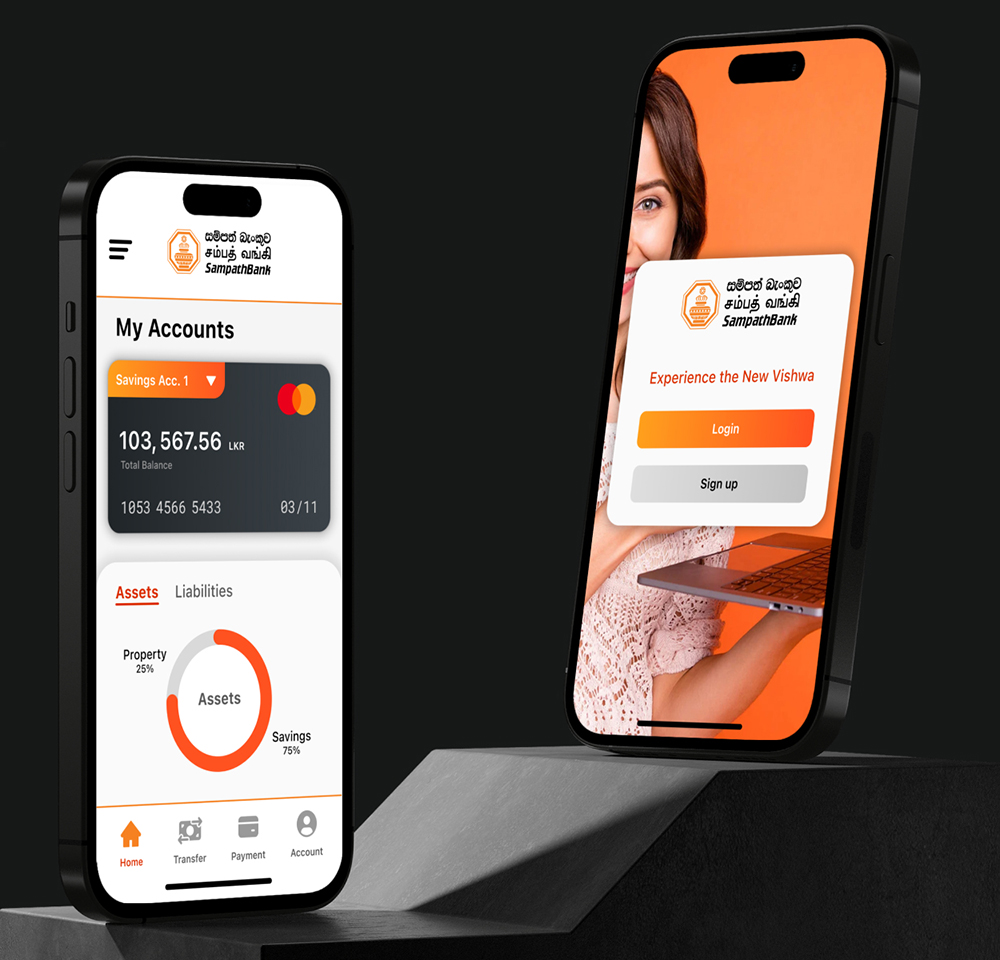 සම්පත් බැංකුව
சம்பத் வங்கி
SampathBank
My Accounts
Savings Acc. 1
103,567.56 LKR
Total Balance
1053 4566 5433
03/11
Assets
Liabilities
Property
25%
Assets
Savings
75%
Home
Transfer
Payment
Account
සම්පත් බැංකුව
சம்பத் வங்கி
SampathBank
Experience the New Vishwa
Login
Sign up